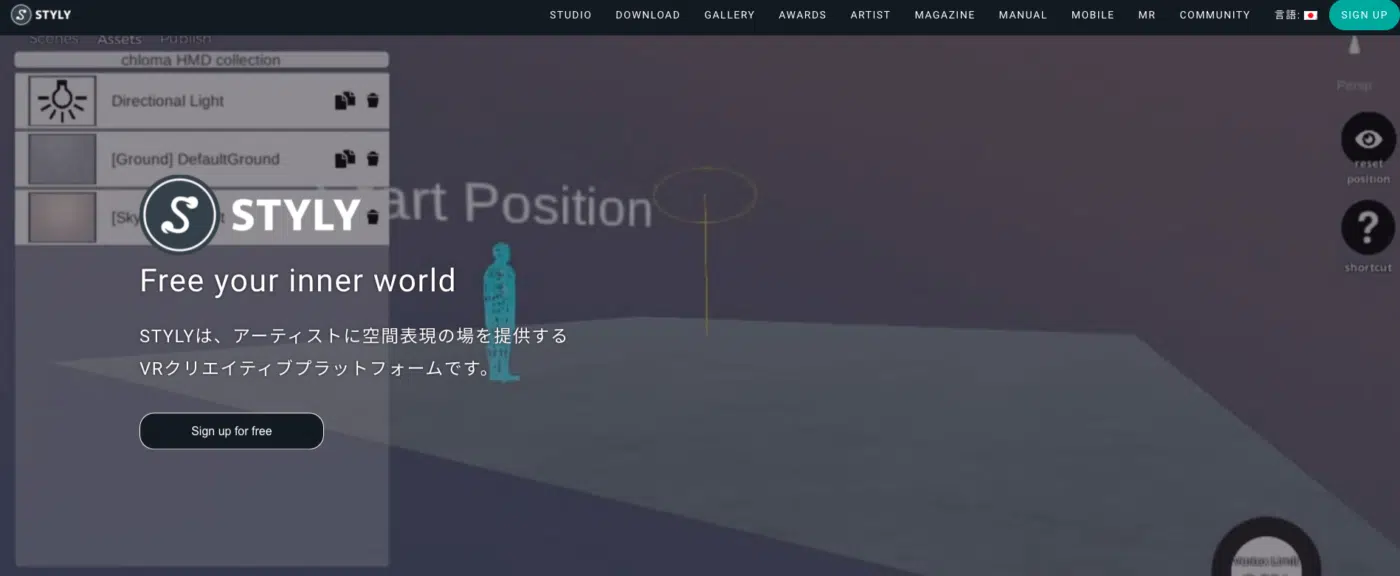 STYLY
STUDIO DOWNLOAD GALLERY AWARDS ARTIST MAGAZINE MANUAL MOBILE MR COMMUNITY 言語: SIGN UP
Scenes Assets Publish
chloma HMD collection
Directional Light
[Ground] DefaultGround
[Sky
STYLY
art Position
Free your inner world
STYLYは、アーティストに空間表現の場を提供する
VRクリエイティブプラットフォームです。
Sign up for free
Persp
reset
position
shortcut